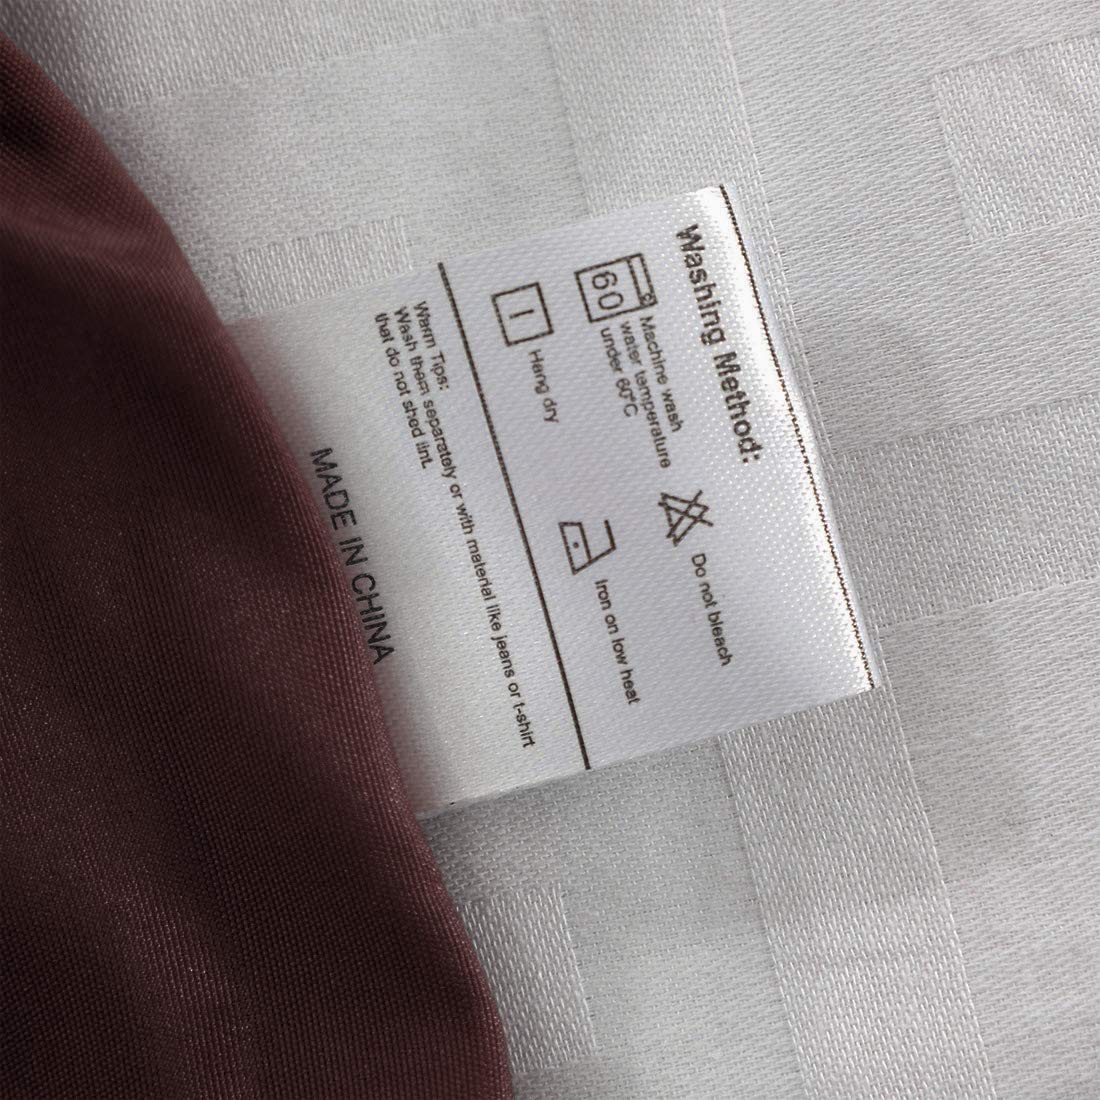 Washing Method:
60
Machine wash
water temperature
under 60°C
Do not bleach
Hang dry
Iron on low heat
Warm Tips:
Wash them separately or with material like jeans or t-shirt
that do not shed lint.
MADE IN CHINA